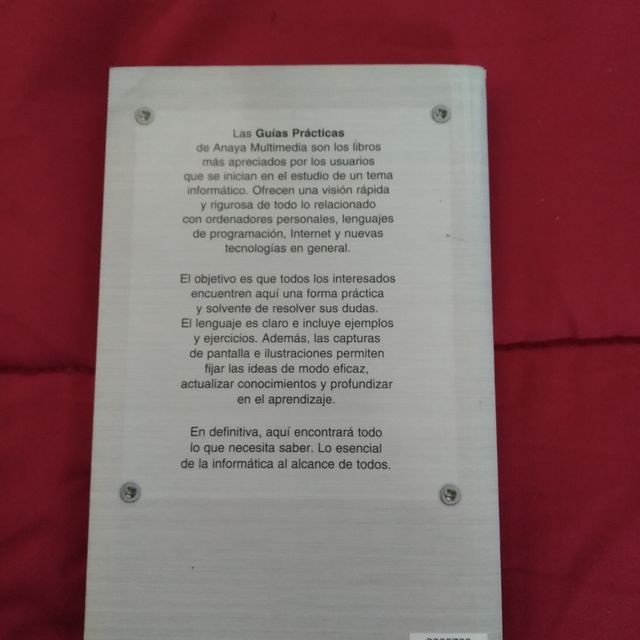 Las Guías Prácticas
de Anaya Multimedia son los libros
más apreciados por los usuarios
que se inician en el estudio de un tema
informático. Ofrecen una visión rápida
y rigurosa de todo lo relacionado
con ordenadores personales, lenguajes
de programación, Internet y nuevas
tecnologías en general.
El objetivo es que todos los interesados
encuentren aquí una forma práctica
y solvente de resolver sus dudas.
El lenguaje es claro e incluye ejemplos
y ejercicios. Además, las capturas
de pantalla e ilustraciones permiten
fijar las ideas de modo eficaz,
actualizar conocimientos y profundizar
en el aprendizaje.
En definitiva, aquí encontrará todo
lo que necesita saber. Lo esencial
de la informática al alcance de todos.